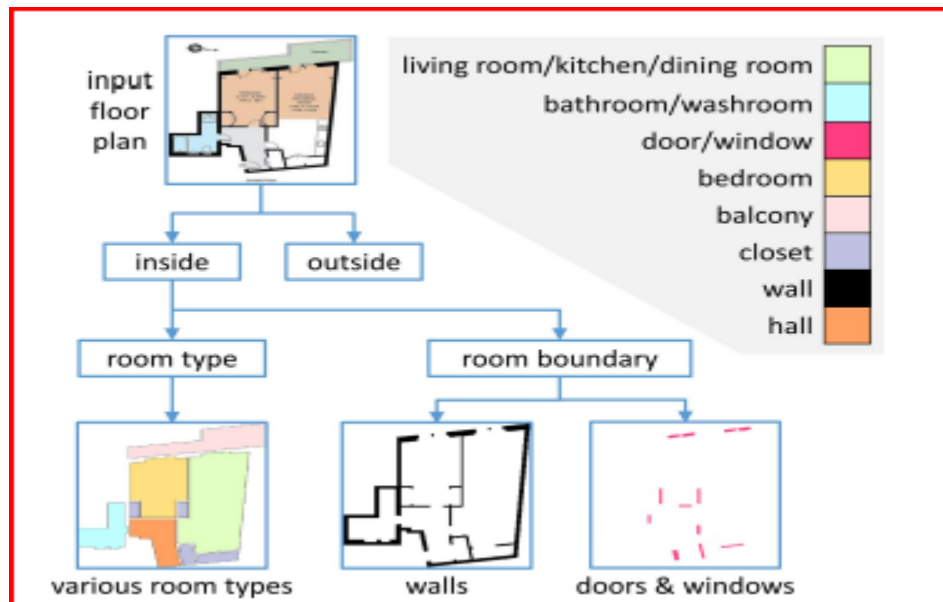 input
floor
plan
living room/kitchen/dining room
bathroom/washroom
door/window
bedroom
balcony
closet
wall
hall
inside
outside
room type
room boundary
various room types
walls
doors & windows